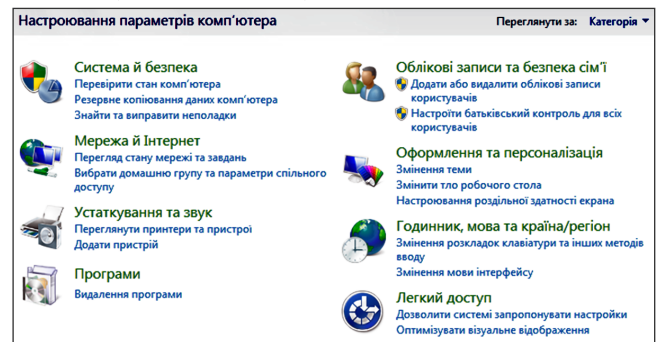 Настроювання параметрів комп'ютера
Переглянути за: Категорія
Система й безпека
Перевірити стан комп'ютера
Резервне копіювання даних комп'ютера
Знайти та виправити неполадки
Мережа й Інтернет
Перегляд стану мережі та завдань
Вибрати домашню групу та параметри спільного
доступу
Устаткування та звук
Переглянути принтери та пристрої
Додати пристрій
Програми
Видалення програми
Облікові записи та безпека сім'ї
Додати або видалити облікові записи
користувачів
Настроїти батьківський контроль для всіх
користувачів
Оформлення та персоналізація
Змінення теми
Змінити тло робочого стола
Настроювання роздільної здатності екрана
Годинник, мова та країна/регіон
Змінення розкладок клавіатури та інших методів
вводу
Змінення мови інтерфейсу
Легкий доступ
Дозволити системі запропонувати настройки
Оптимізувати візуальне відображення